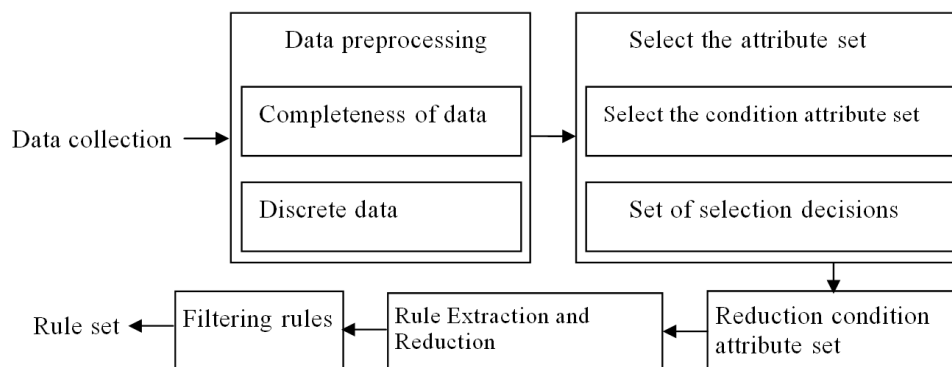 Data collection
Data preprocessing
Completeness of data
Discrete data
Select the attribute set
Select the condition attribute set
Set of selection decisions
Reduction condition
attribute set
Rule Extraction and
Reduction
Filtering rules
Rule set